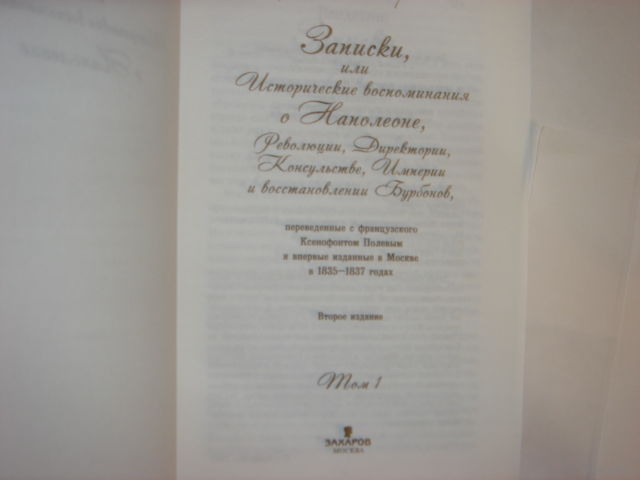 Записки,
или
Исторические воспоминания
о Наполеоне,
Революции, Директории,
Консульстве, Империи
и восстановлении Бурбонов,
переведенные с французского
Ксенофонтом Полевым
и впервые изданные в Москве
в 1835—1837 годах
Второе издание
Том 1
ЗАХАРОВ
МОСКВА